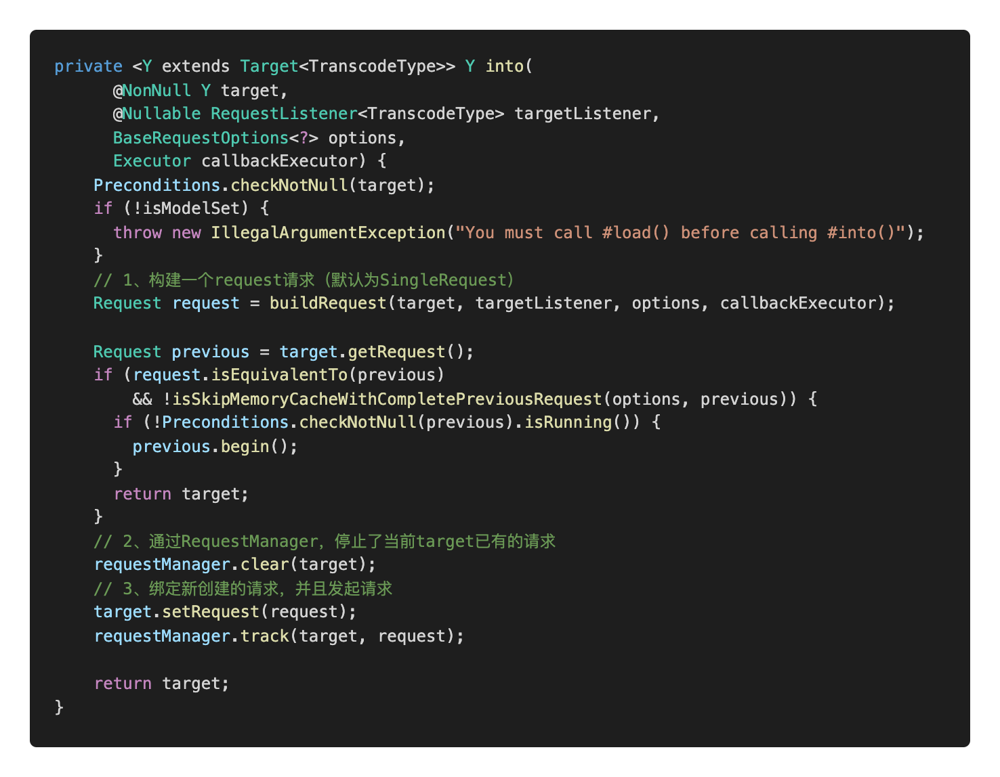 private <Y extends Target<TranscodeType>> Y into(
      @NonNull Y target,
      @Nullable RequestListener<TranscodeType> targetListener,
      BaseRequestOptions<?> options,
      Executor callbackExecutor) {
    Preconditions.checkNotNull(target);
    if (!isModelSet) {
      throw new IllegalArgumentException("You must call #load() before calling #into()");
    }
    // 1、构建一个request请求（默认为SingleRequest）
    Request request = buildRequest(target, targetListener, options, callbackExecutor);

    Request previous = target.getRequest();
    if (request.isEquivalentTo(previous)
        && !isSkipMemoryCacheWithCompletePreviousRequest(options, previous)) {
      if (!Preconditions.checkNotNull(previous).isRunning()) {
        previous.begin();
      }
      return target;
    }
    // 2、通过RequestManager，停止了当前target已有的请求
    requestManager.clear(target);
    // 3、绑定新创建的请求，并且发起请求
    target.setRequest(request);
    requestManager.track(target, request);

    return target;
}